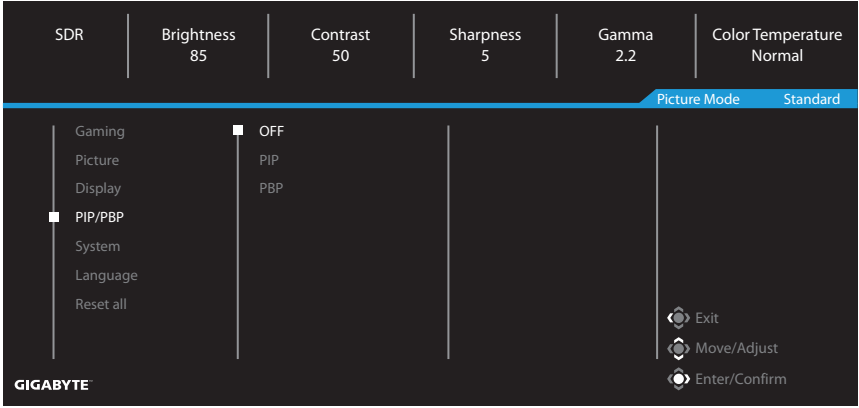 SDR
Brightness
85
Contrast
50
Sharpness
5
Gamma
2.2
Color Temperature
Normal
Picture Mode Standard
Gaming
Picture
Display
PIP/PBP
System
Language
Reset all
OFF
PIP
PBP
Exit
Move/Adjust
Enter/Confirm
GIGABYTE™